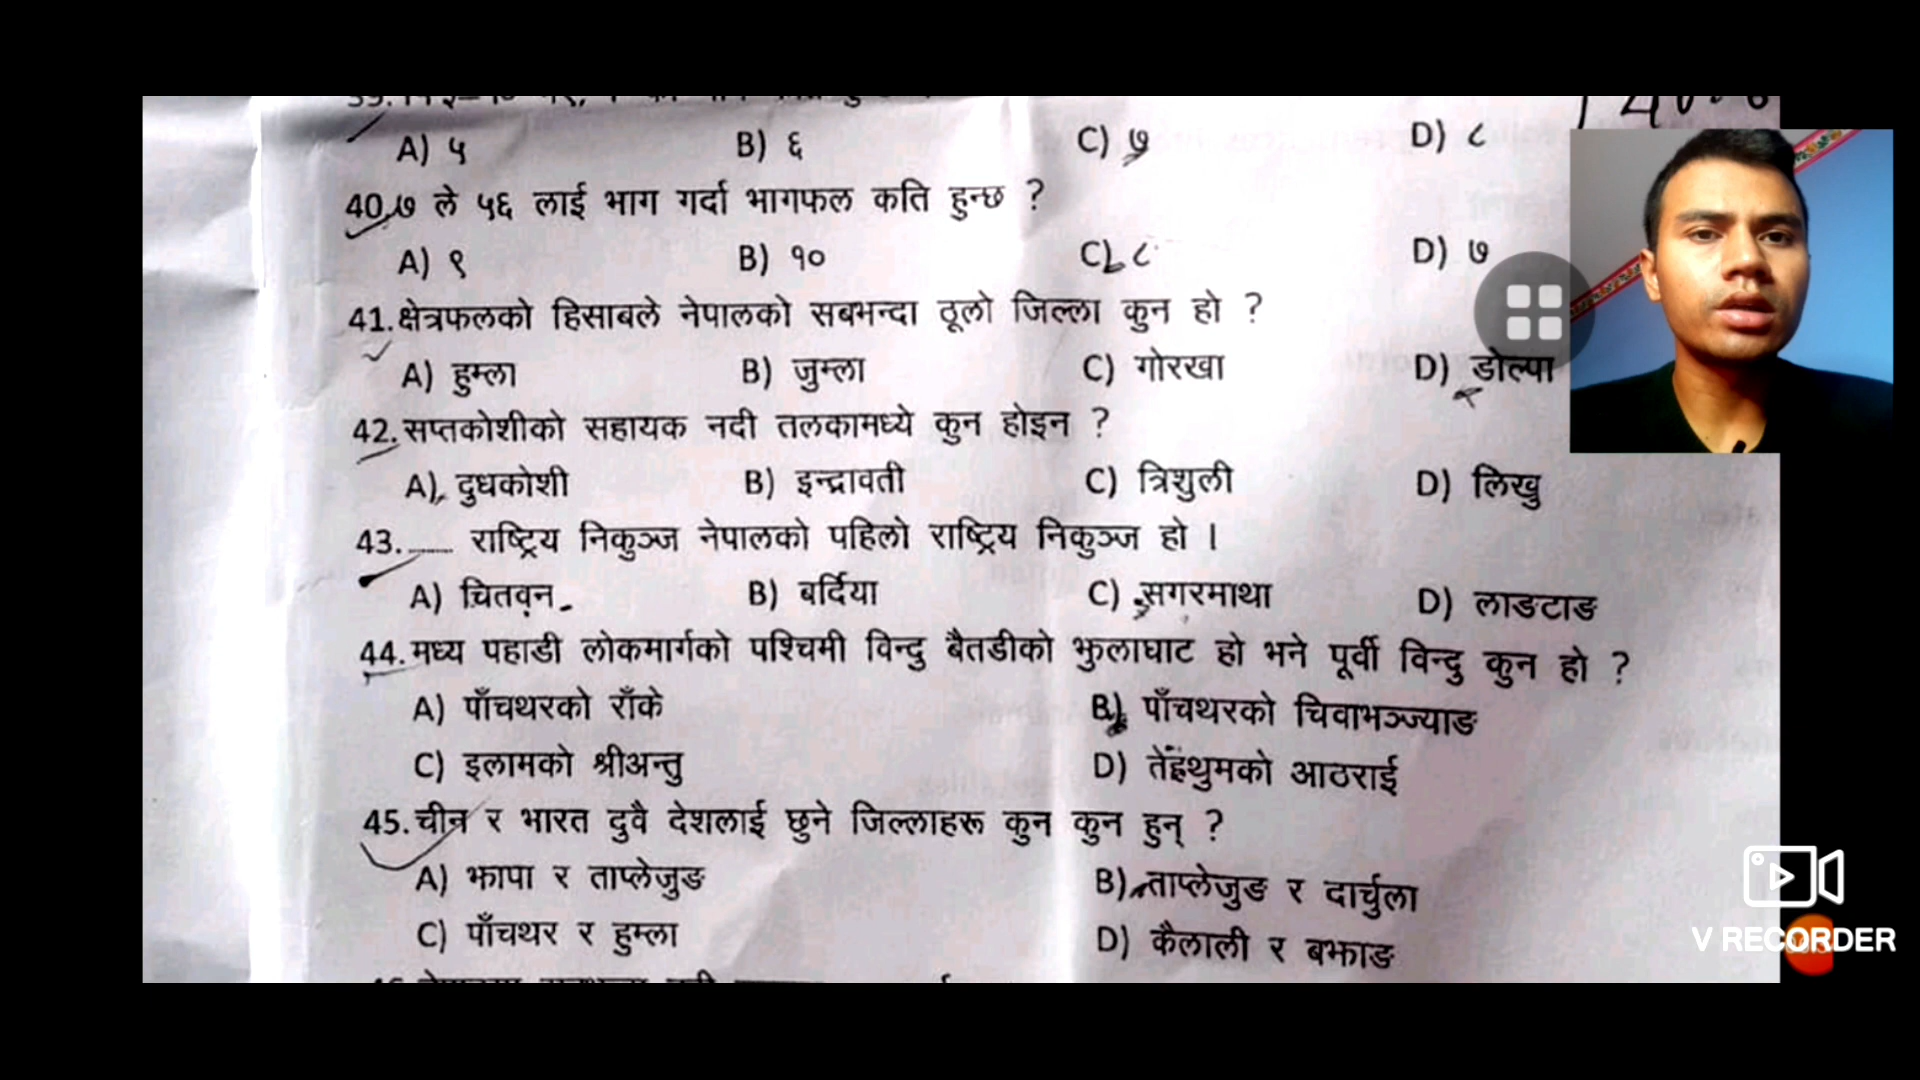 A) ५ B) ६ C) ७ D) ८
40.७ ले ५६ लाई भाग गर्दा भागफल कति हुन्छ ?
A) ९ B) १० C) ८ D) ७
41.क्षेत्रफलको हिसाबले नेपालको सबभन्दा ठूलो जिल्ला कुन हो ?
A) हुम्ला B) जुम्ला C) गोरखा D) डोल्पा
42.सप्तकोशीको सहायक नदी तलकामध्ये कुन होइन ?
A) दुधकोशी B) इन्द्रावती C) त्रिशुली D) लिखु
43........ राष्ट्रिय निकुञ्ज नेपालको पहिलो राष्ट्रिय निकुञ्ज हो ।
A) चितवन B) बर्दिया C) सगरमाथा D) लाङटाङ
44.मध्य पहाडी लोकमार्गको पश्चिमी विन्दु बैतडीको झुलाघाट हो भने पूर्वी विन्दु कुन हो ?
A) पाँचथरको राँके B) पाँचथरको चिवाभञ्ज्याङ
C) इलामको श्रीअन्तु D) तेह्रथुमको आठराई
45.चीन र भारत दुवै देशलाई छुने जिल्लाहरू कुन कुन हुन् ?
A) झापा र ताप्लेजुङ B) ताप्लेजुङ र दार्चुला
C) पाँचथर र हुम्ला D) कैलाली र बझाङ
V RECORDER